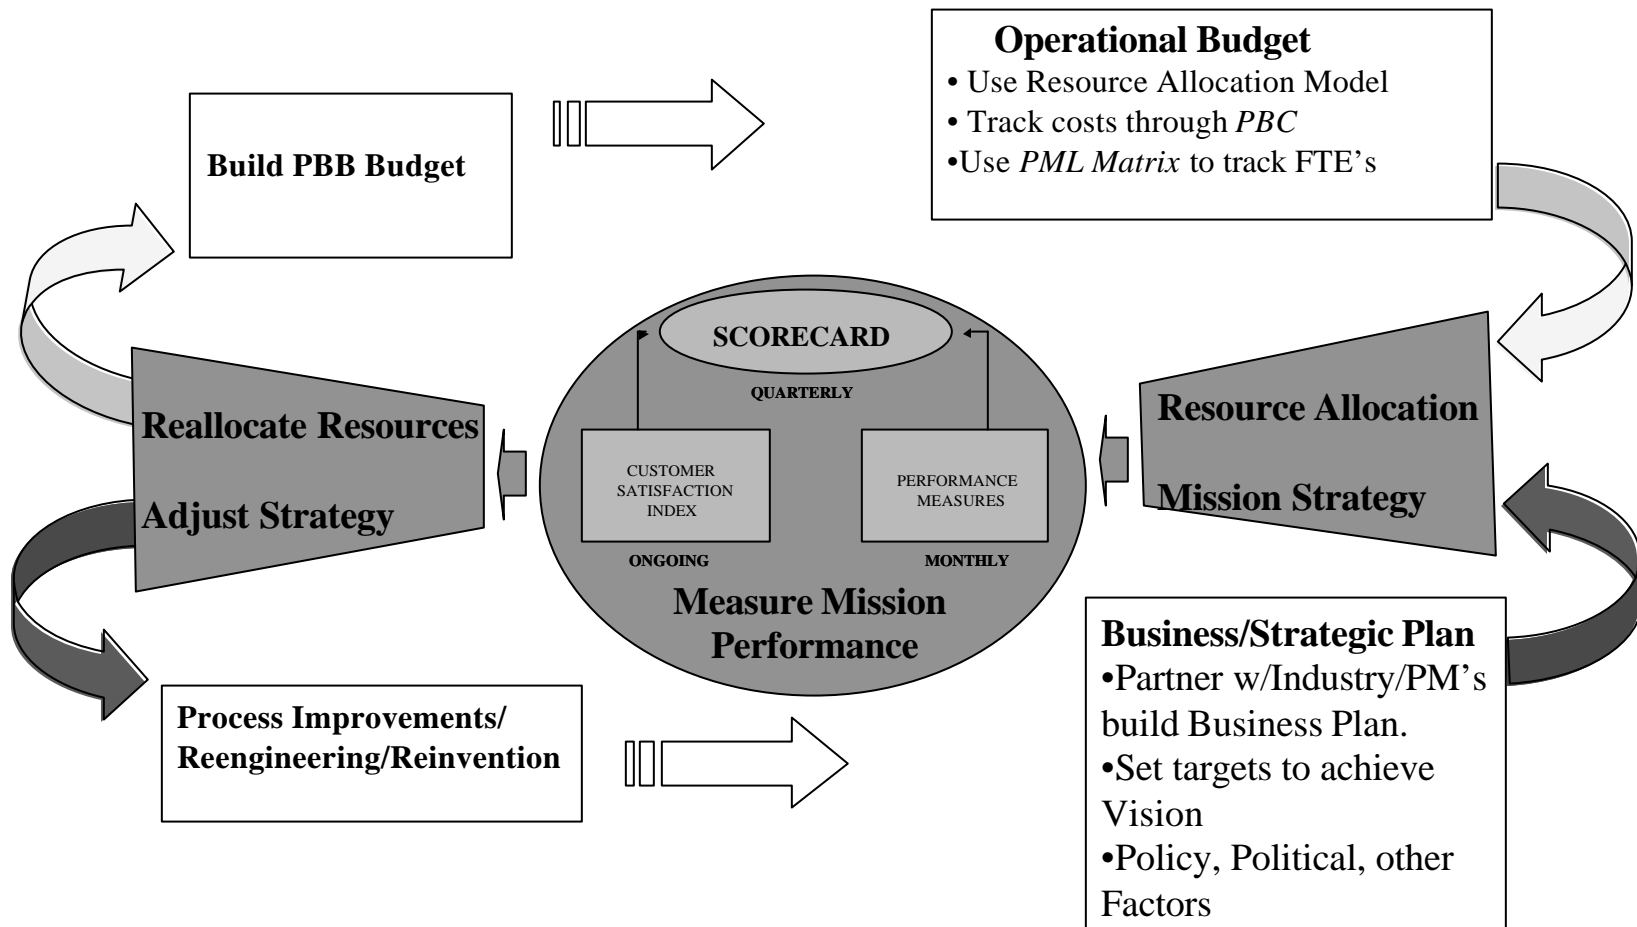 Operational Budget
• Use Resource Allocation Model
• Track costs through PBC
•Use PML Matrix to track FTE’s
Build PBB Budget
SCORECARD
QUARTERLY
Reallocate Resources
Adjust Strategy
CUSTOMER
SATISFACTION
INDEX
ONGOING
PERFORMANCE
MEASURES
MONTHLY
Measure Mission
Performance
Resource Allocation
Mission Strategy
Process Improvements/
Reengineering/Reinvention
Business/Strategic Plan
•Partner w/Industry/PM’s
build Business Plan.
•Set targets to achieve
Vision
•Policy, Political, other
Factors